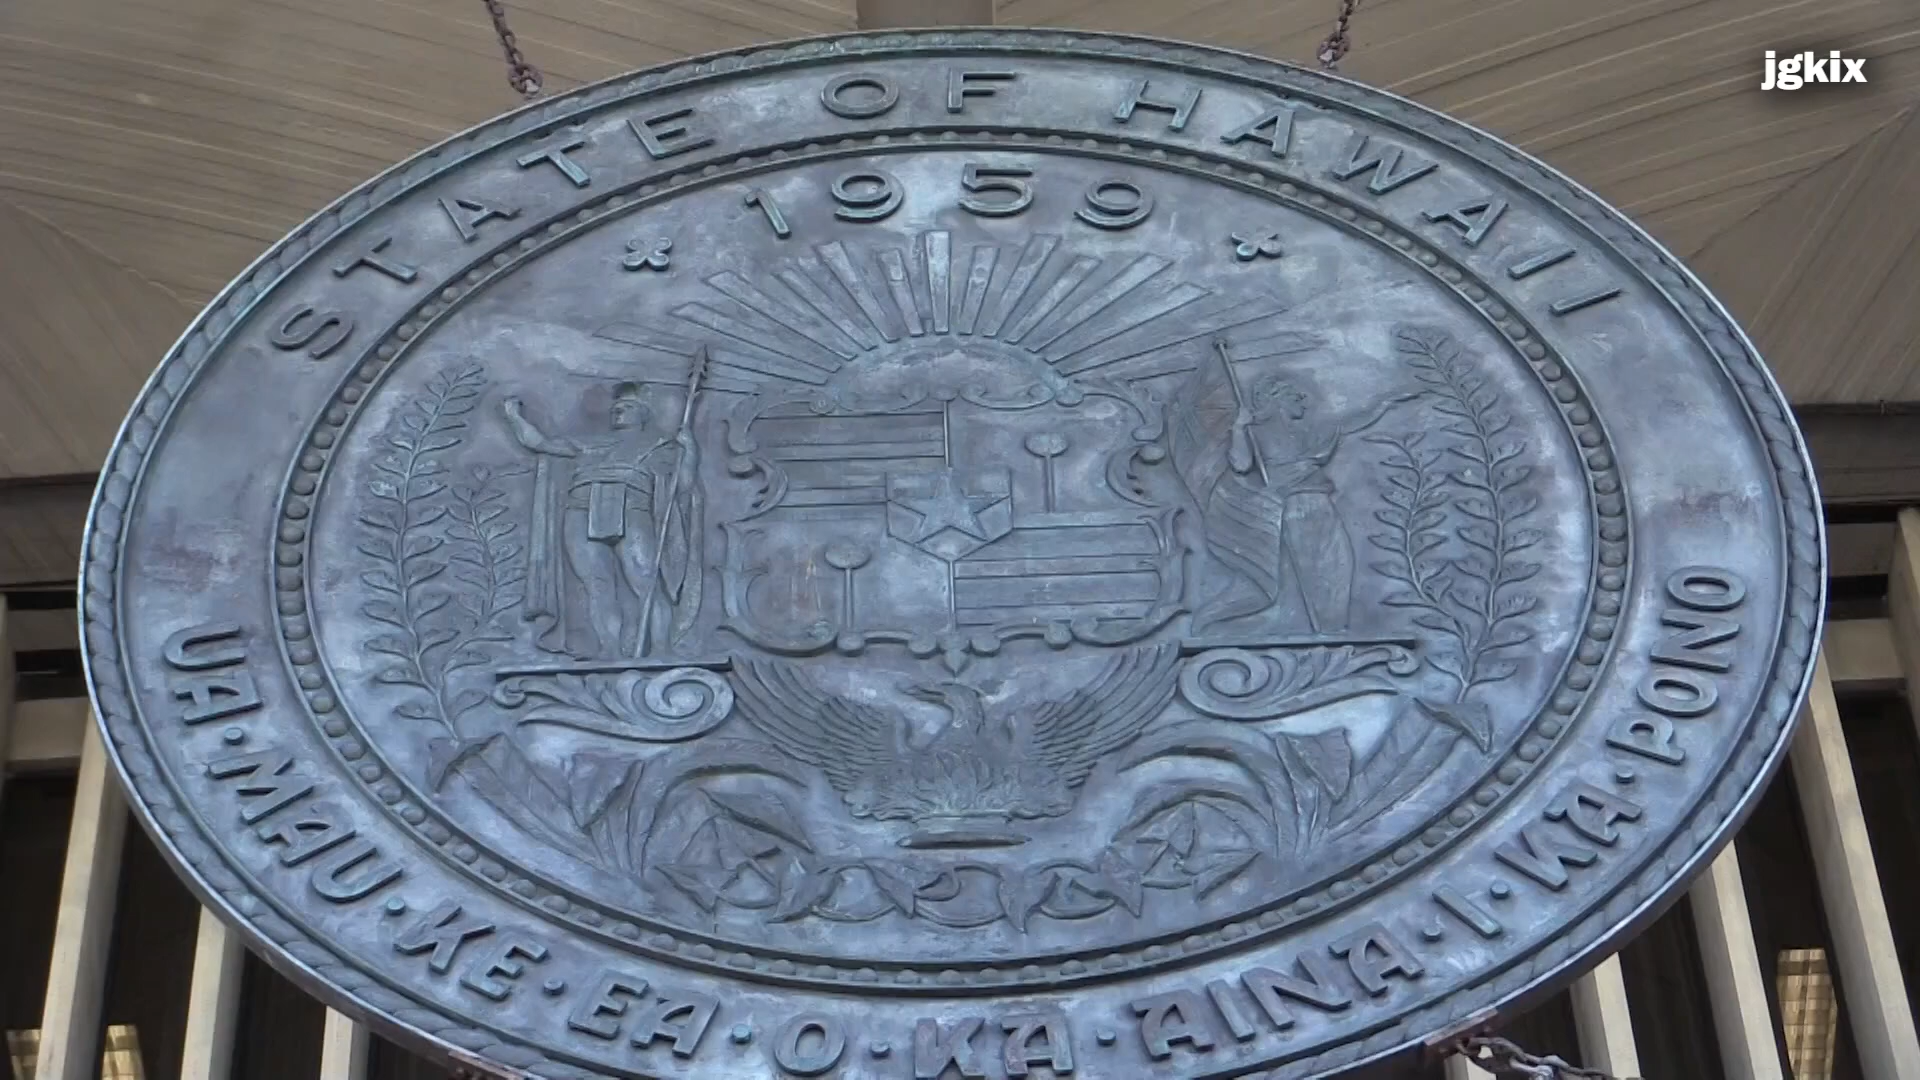 jgkix
STATE OF HAWAII
1959
UA · MAU · KE · EA · O · KA · AINA · I · KA · PONO